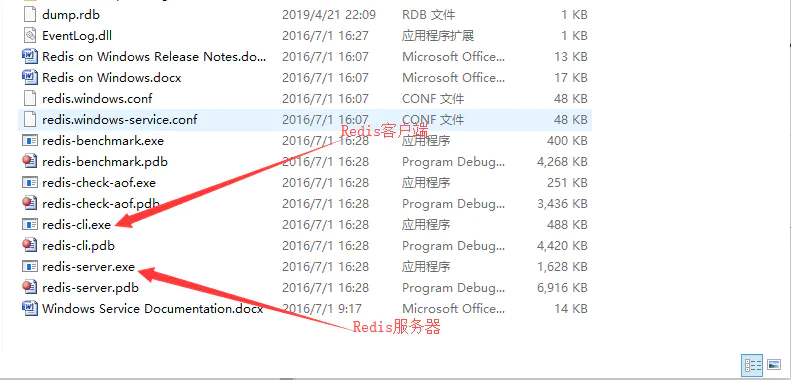 dump.rdb 2019/4/21 22:09 RDB 文件 1 KB
EventLog.dll 2016/7/1 16:27 应用程序扩展 1 KB
Redis on Windows Release Notes.do... 2016/7/1 16:07 Microsoft Office... 13 KB
Redis on Windows.docx 2016/7/1 16:07 Microsoft Office... 17 KB
redis.windows.conf 2016/7/1 16:07 CONF 文件 48 KB
redis.windows-service.conf 2016/7/1 16:07 CONF 文件 48 KB
Redis客户端
redis-benchmark.exe 2016/7/1 16:28 应用程序 400 KB
redis-benchmark.pdb 2016/7/1 16:28 Program Debug... 4,268 KB
redis-check-aof.exe 2016/7/1 16:28 应用程序 251 KB
redis-check-aof.pdb 2016/7/1 16:28 Program Debug... 3,436 KB
redis-cli.exe 2016/7/1 16:28 应用程序 488 KB
redis-cli.pdb 2016/7/1 16:28 Program Debug... 4,420 KB
redis-server.exe 2016/7/1 16:28 应用程序 1,628 KB
redis-server.pdb 2016/7/1 16:28 Program Debug... 6,916 KB
Windows Service Documentation.docx 2016/7/1 9:17 Microsoft Office... 14 KB
Redis服务器